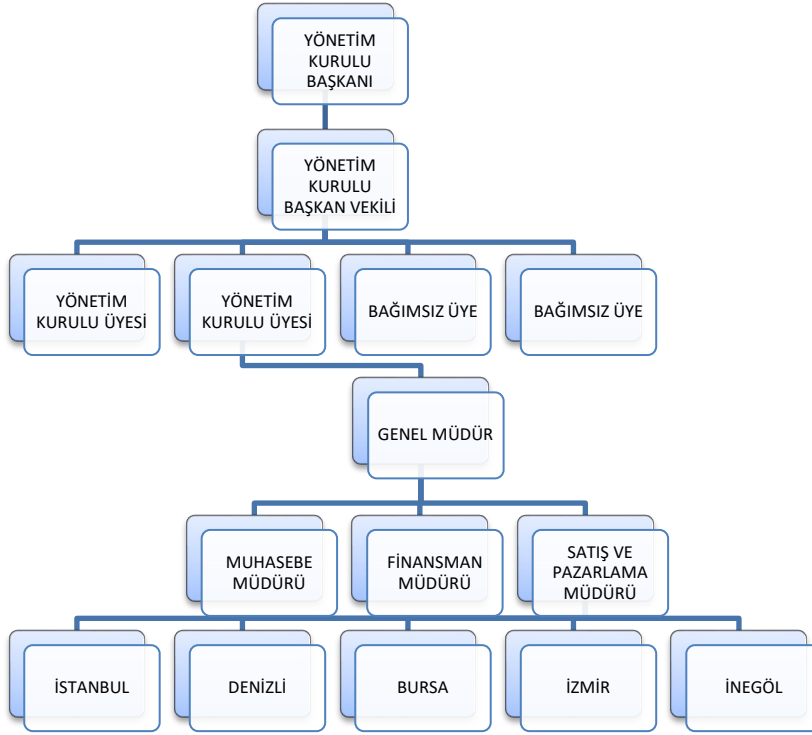 YÖNETİM
KURULU
BAŞKANI
YÖNETİM
KURULU
BAŞKAN VEKİLİ
YÖNETİM
KURULU ÜYESİ
YÖNETİM
KURULU ÜYESİ
BAĞIMSIZ ÜYE
BAĞIMSIZ ÜYE
GENEL MÜDÜR
MUHASEBE
MÜDÜRÜ
FİNANSMAN
MÜDÜRÜ
SATIŞ VE
PAZARLAMA
MÜDÜRÜ
İSTANBUL
DENİZLİ
BURSA
İZMİR
İNEGÖL